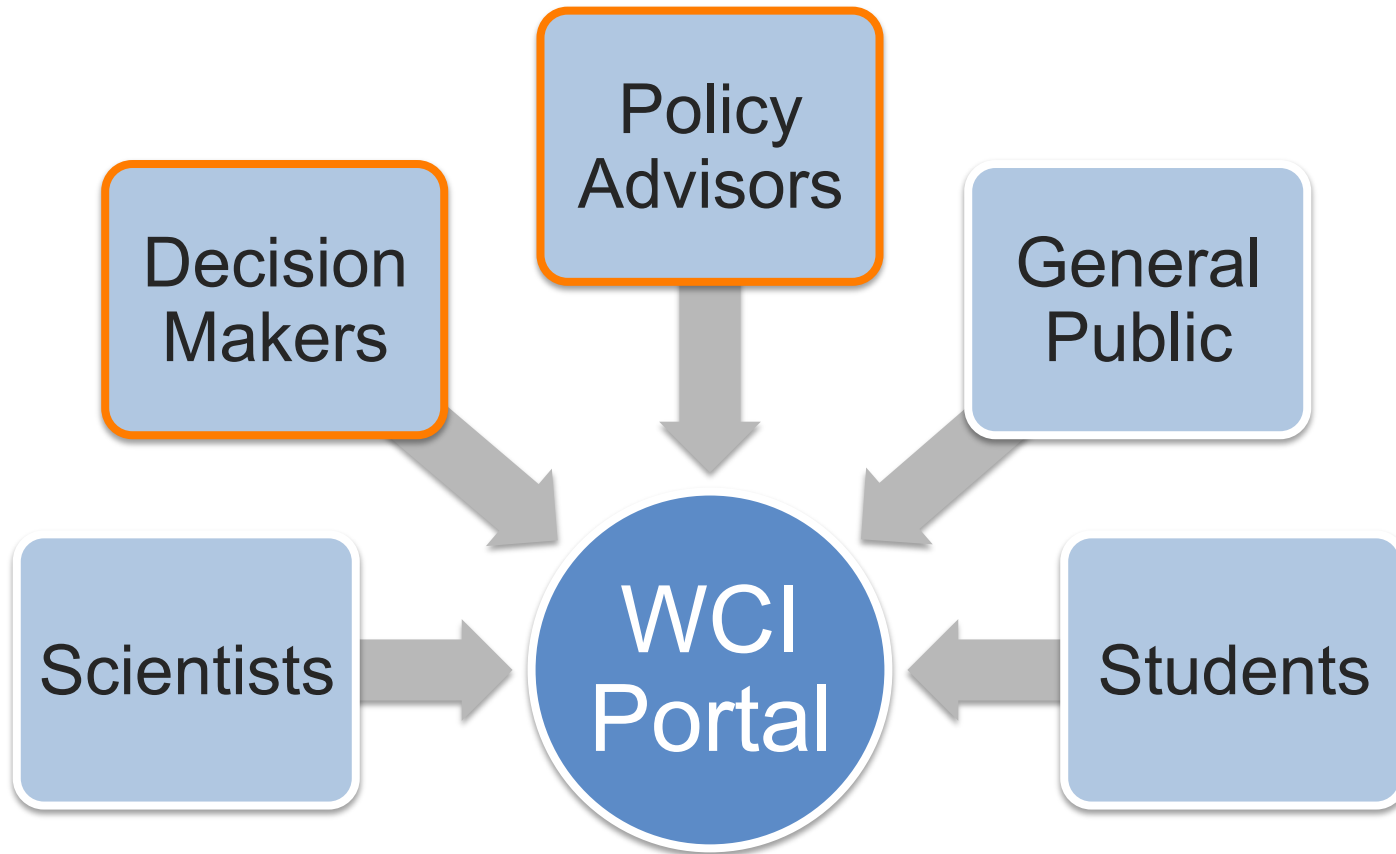 Policy
Advisors
Decision
Makers
General
Public
Scientists
WCI
Portal
Students